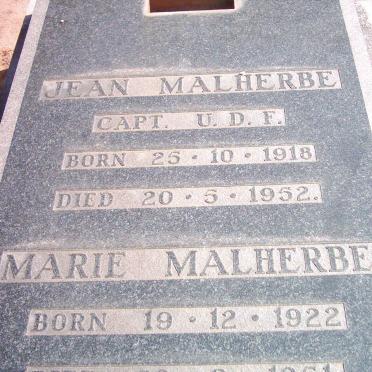 JEAN MALHERBE
CAPT. U. D. F.
BORN 25 · 10 · 1918
DIED 20 · 5 · 1952.
MARIE MALHERBE
BORN 19 · 12 · 1922